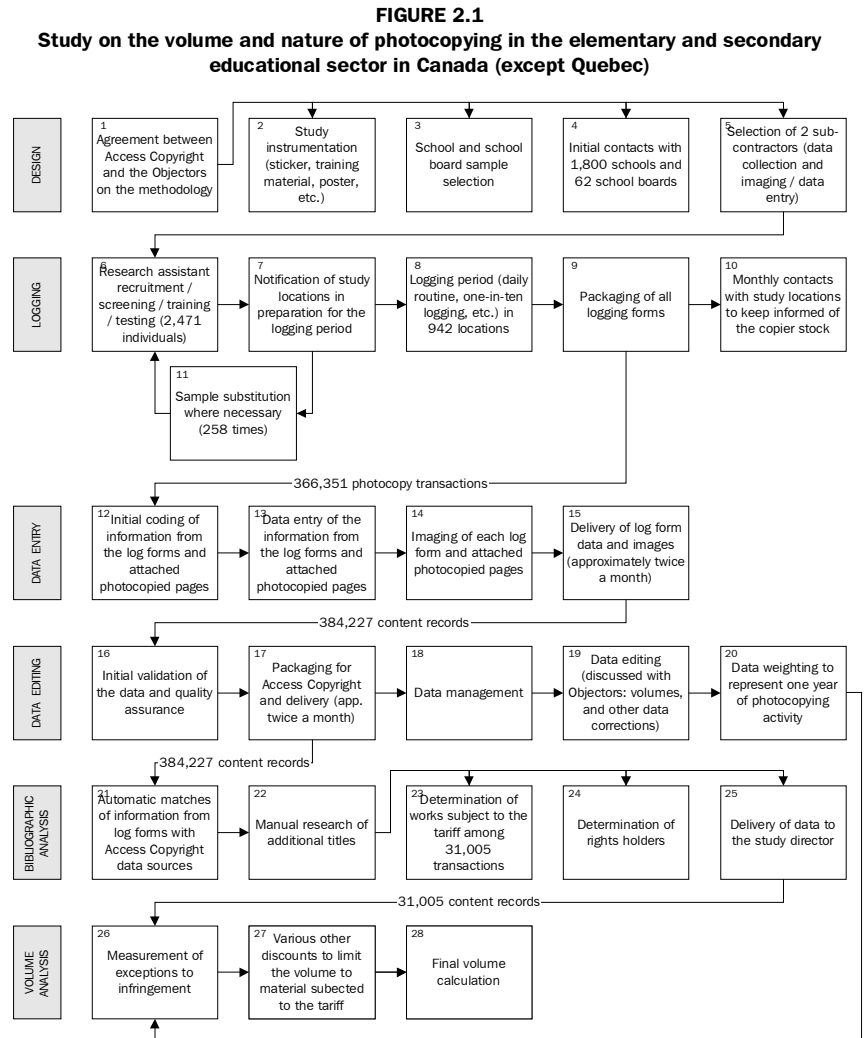 FIGURE 2.1
Study on the volume and nature of photocopying in the elementary and secondary
educational sector in Canada (except Quebec)
DESIGN
1
Agreement between
Access Copyright
and the Objectors
on the methodology
2
Study
instrumentation
(sticker, training
material, poster,
etc.)
3
School and school
board sample
selection
4
Initial contacts with
1,800 schools and
62 school boards
5
Selection of 2 sub-
contractors (data
collection and
imaging / data
entry)
LOGGING
6
Research assistant
recruitment /
screening / training
/ testing (2,471
individuals)
7
Notification of study
locations in
preparation for the
logging period
8
Logging period (daily
routine, one-in-ten
logging, etc.) in
942 locations
9
Packaging of all
logging forms
10
Monthly contacts
with study locations
to keep informed of
the copier stock
11
Sample substitution
where necessary
(258 times)
366,351 photocopy transactions
DATA ENTRY
12
Initial coding of
information from
the log forms and
attached
photocopied pages
13
Data entry of the
information from
the log forms and
attached
photocopied pages
14
Imaging of each log
form and attached
photocopied pages
15
Delivery of log form
data and images
(approximately twice
a month)
384,227 content records
DATA EDITING
16
Initial validation of
the data and quality
assurance
17
Packaging for
Access Copyright
and delivery (app.
twice a month)
18
Data management
19
Data editing
(discussed with
Objectors: volumes,
and other data
corrections)
20
Data weighting to
represent one year
of photocopying
activity
384,227 content records
BIBLIOGRAPHIC
ANALYSIS
21
Automatic matches
of information from
log forms with
Access Copyright
data sources
22
Manual research of
additional titles
23
Determination of
works subject to the
tariff among
31,005
transactions
24
Determination of
rights holders
25
Delivery of data to
the study director
31,005 content records
VOLUME
ANALYSIS
26
Measurement of
exceptions to
infringement
27
Various other
discounts to limit
the volume to
material subected
to the tariff
28
Final volume
calculation